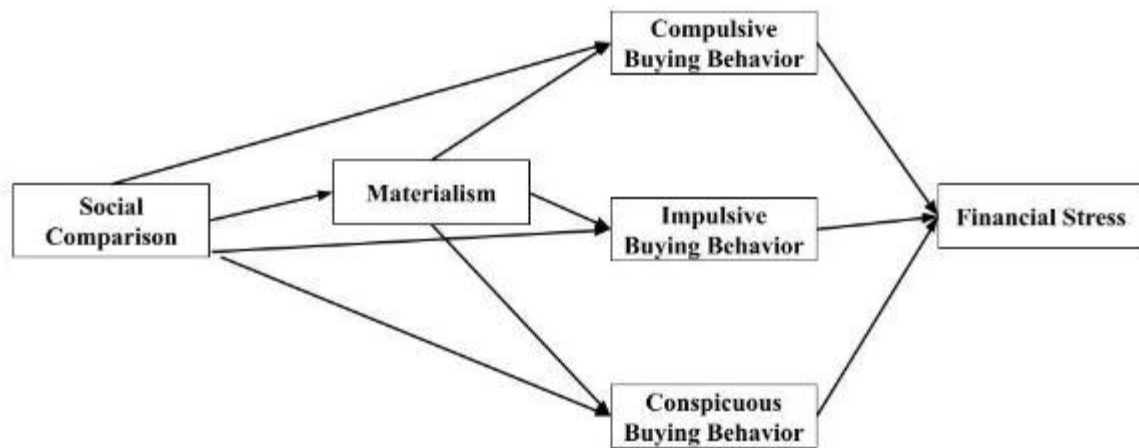 Compulsive
Buying Behavior
Materialism
Social
Comparison
Impulsive
Buying Behavior
Financial Stress
Conspicuous
Buying Behavior